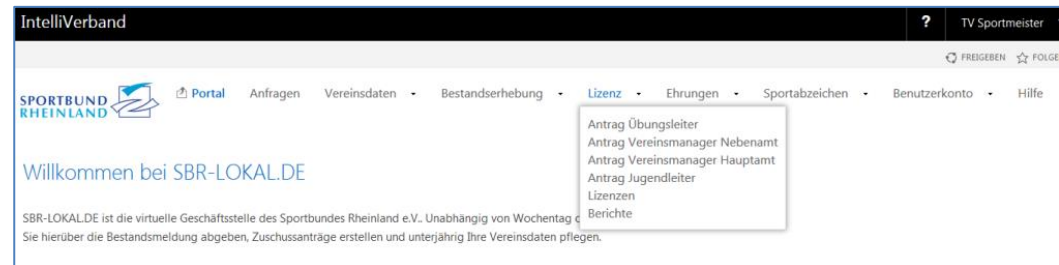 IntelliVerband ? TV Sportmeister
FREIGEBEN FOLGE
SPORTBUND
RHEINLAND
Portal Anfragen Vereinsdaten Bestandserhebung Lizenz Ehrungen Sportabzeichen Benutzerkonto Hilfe
Antrag Übungsleiter
Antrag Vereinsmanager Nebenamt
Antrag Vereinsmanager Hauptamt
Antrag Jugendleiter
Lizenzen
Berichte
Willkommen bei SBR-LOKAL.DE
SBR-LOKAL.DE ist die virtuelle Geschäftsstelle des Sportbundes Rheinland e.V.. Unabhängig von Wochentag
Sie hierüber die Bestandsmeldung abgeben, Zuschussanträge erstellen und unterjährig Ihre Vereinsdaten pflegen.